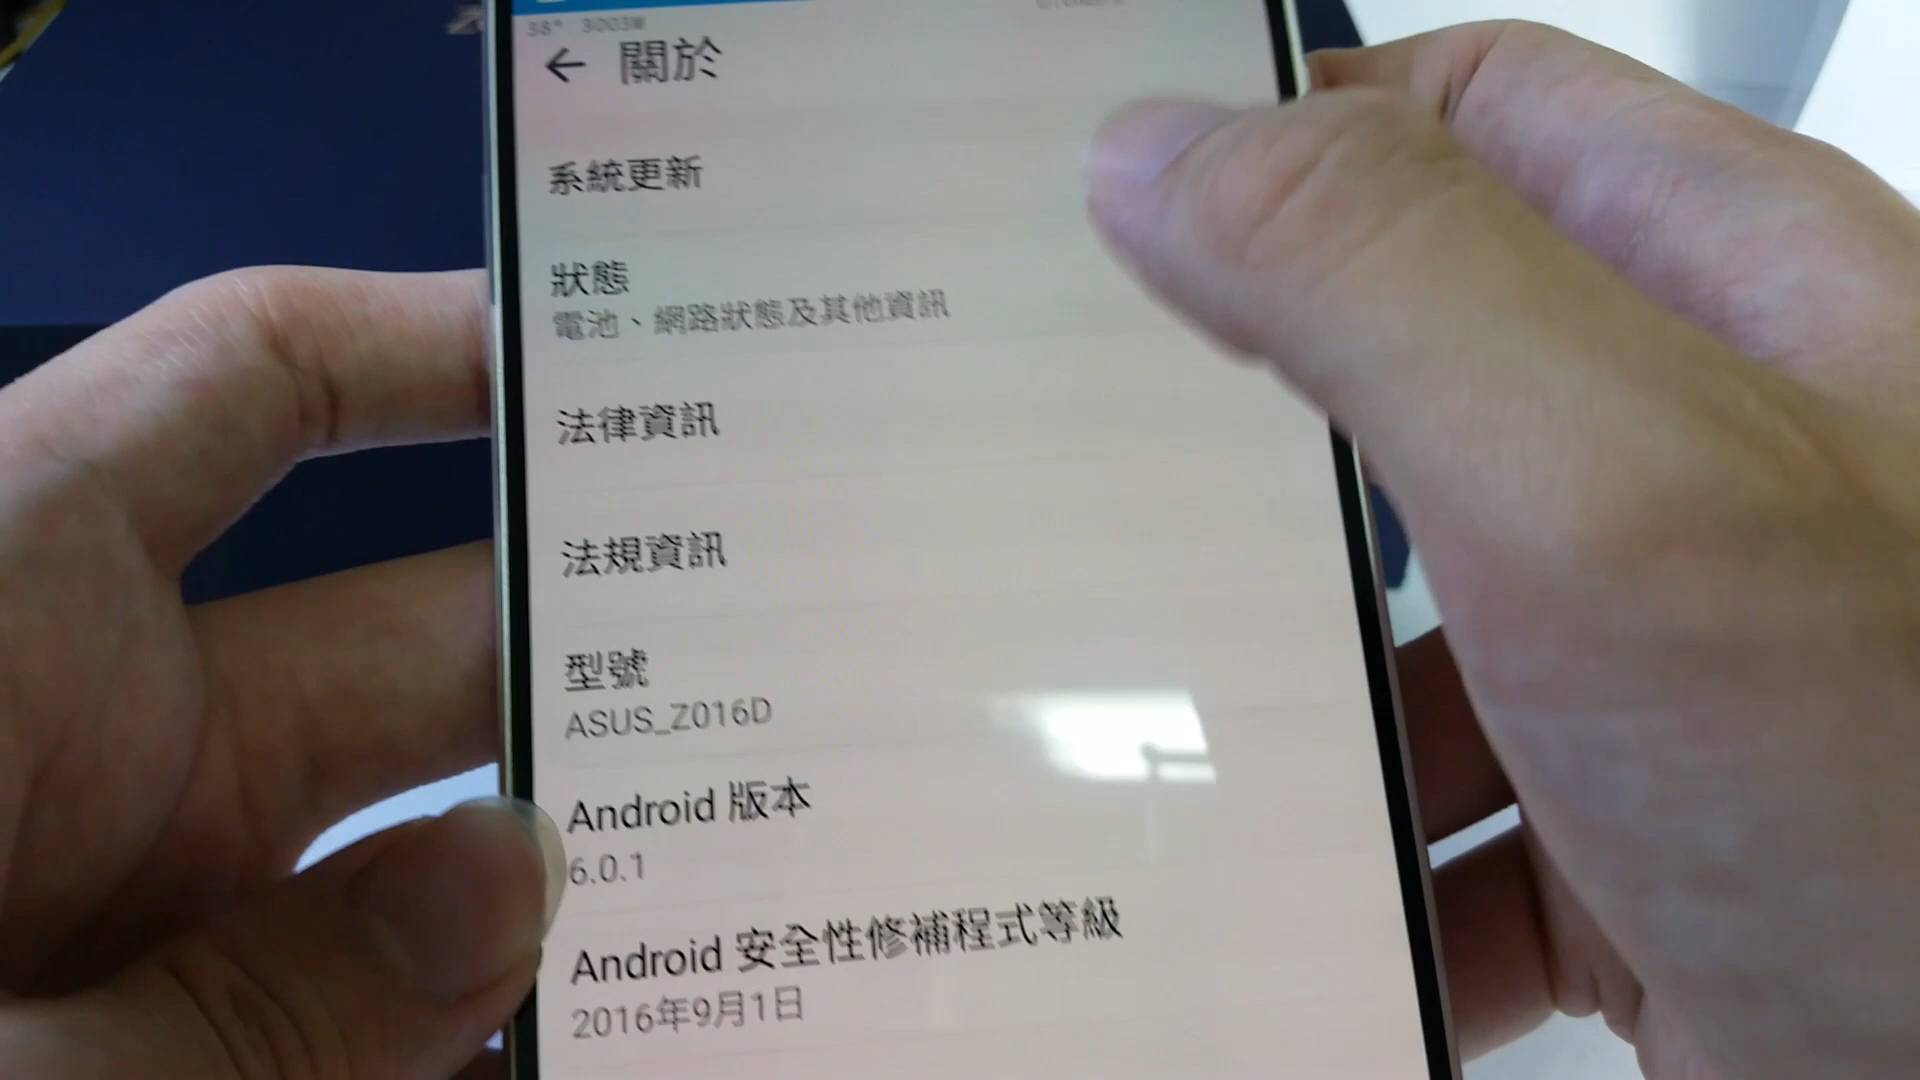 38° 3003M
關於
系統更新
狀態
電池、網路狀態及其他資訊
法律資訊
法規資訊
型號
ASUS_Z016D
Android 版本
6.0.1
Android 安全性修補程式等級
2016年9月1日